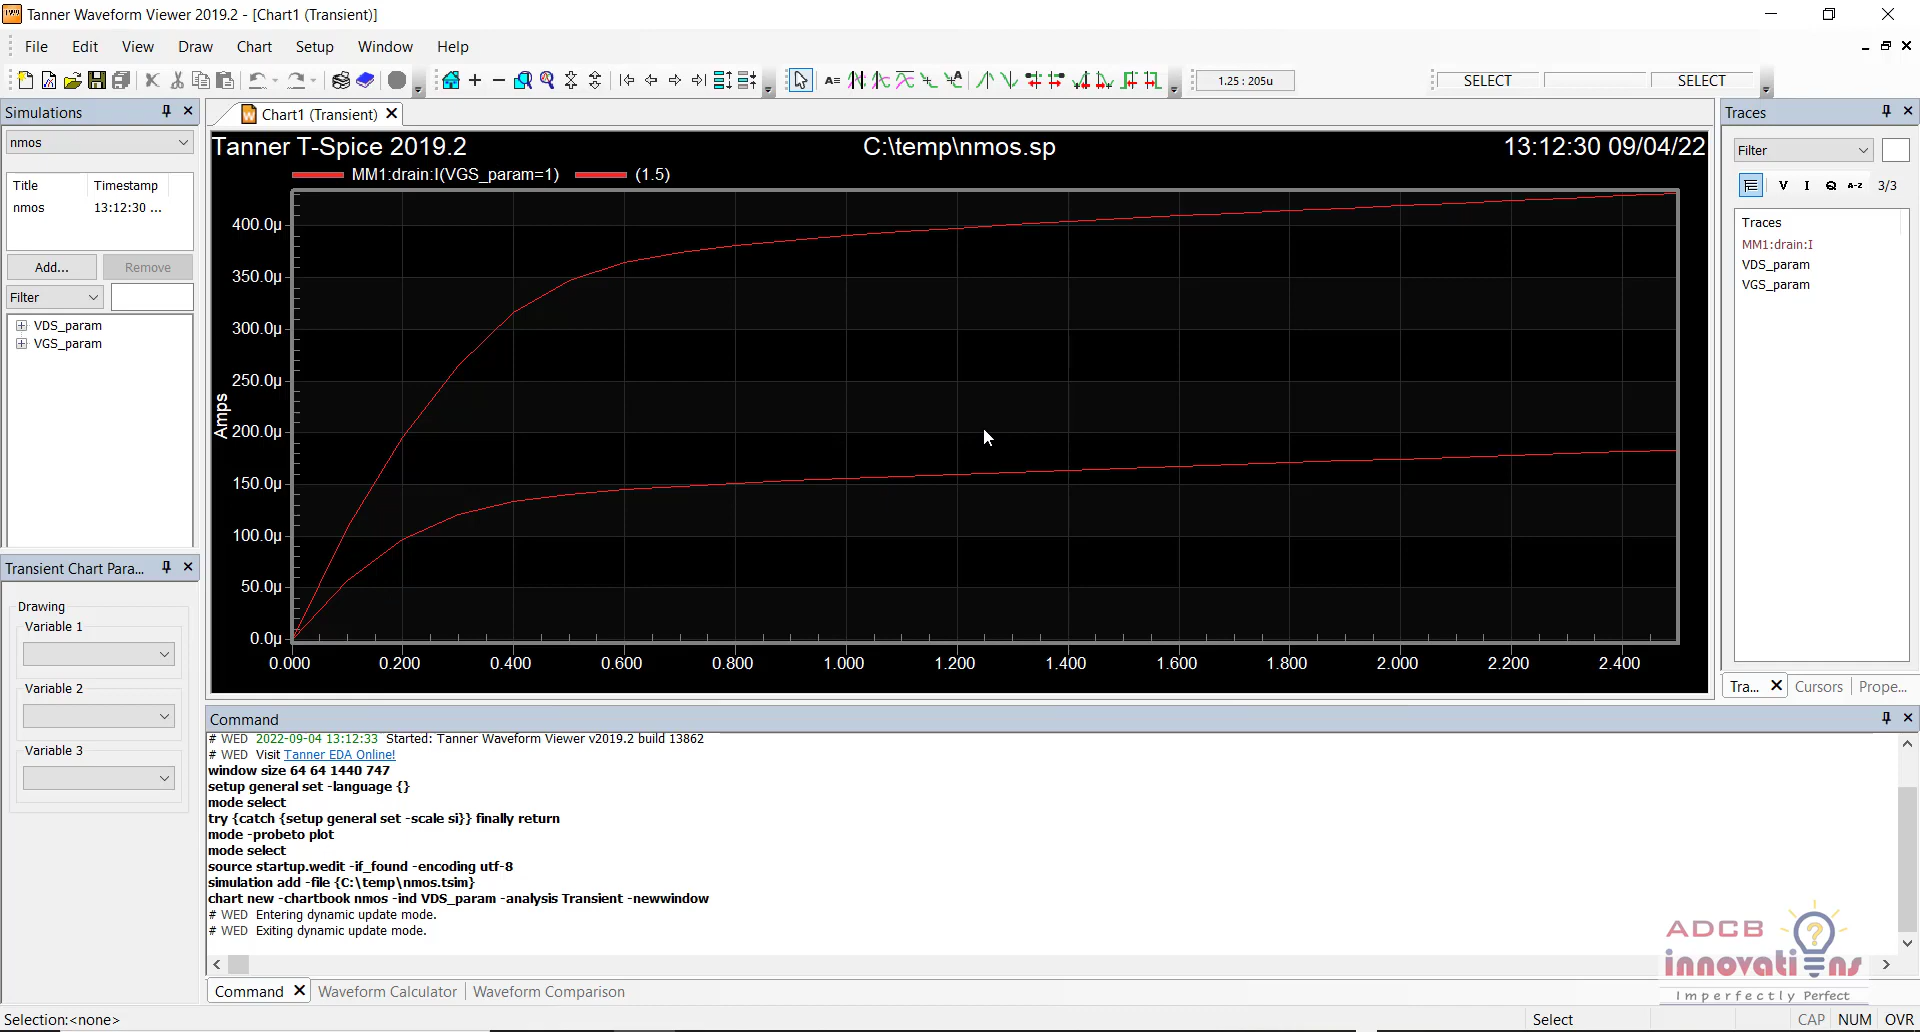 Tanner Waveform Viewer 2019.2 - [Chart1 (Transient)]
File Edit View Draw Chart Setup Window Help
1.25 : 205u
SELECT SELECT
Simulations
nmos
Title Timestamp
nmos 13:12:30 ...
Add... Remove
Filter
VDS_param
VGS_param
Transient Chart Para...
Drawing
Variable 1
Variable 2
Variable 3
Chart1 (Transient)
Tanner T-Spice 2019.2 C:\temp\nmos.sp 13:12:30 09/04/22
MM1:drain:I(VGS_param=1) (1.5)
Amps
400.0µ
350.0µ
300.0µ
250.0µ
200.0µ
150.0µ
100.0µ
50.0µ
0.0µ
0.000 0.200 0.400 0.600 0.800 1.000 1.200 1.400 1.600 1.800 2.000 2.200 2.400
Traces
Filter
V I Q A-Z 3/3
Traces
MM1:drain:I
VDS_param
VGS_param
Tra... Cursors Prope...
Command
# WED 2022-09-04 13:12:33 Started: Tanner Waveform Viewer v2019.2 build 13862
# WED Visit Tanner EDA Online!
window size 64 64 1440 747
setup general set -language {}
mode select
try {catch {setup general set -scale si}} finally return
mode -probeto plot
mode select
source startup.wedit -if_found -encoding utf-8
simulation add -file {C:\temp\nmos.tsim}
chart new -chartbook nmos -ind VDS_param -analysis Transient -newwindow
# WED Entering dynamic update mode.
# WED Exiting dynamic update mode.
Command Waveform Calculator Waveform Comparison
ADCB
innovations
Imperfectly Perfect
Selection:<none> Select CAP NUM OVR